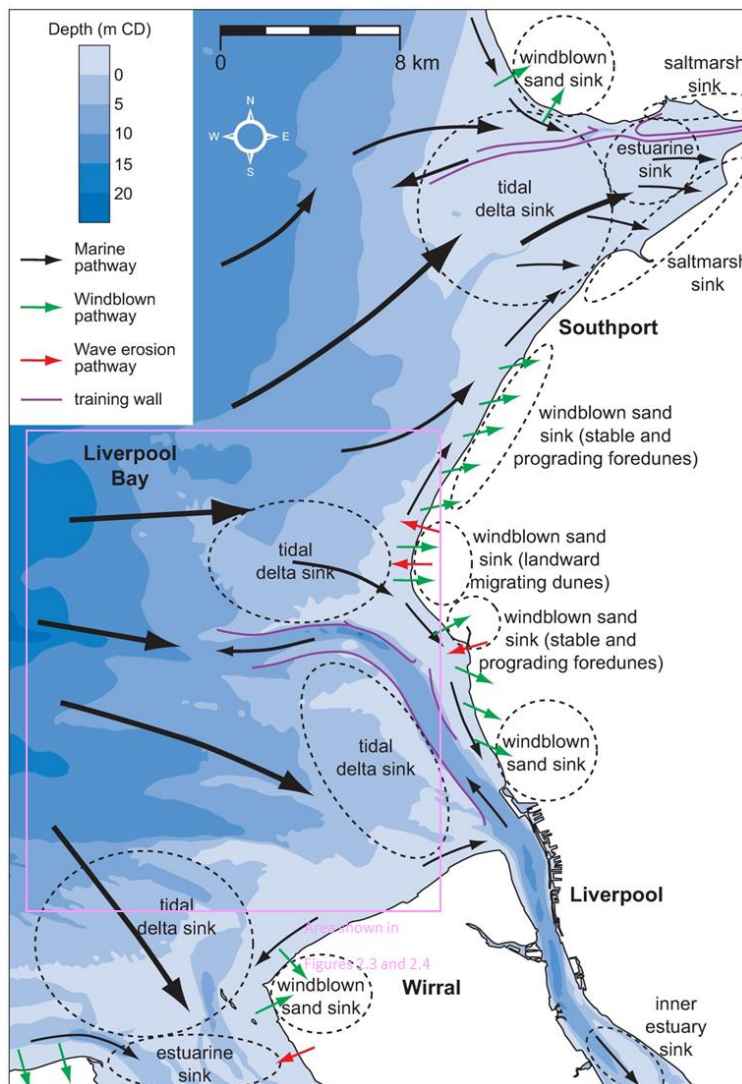 Depth (m CD)
0
5
10
15
20
Marine
pathway
Windblown
pathway
Wave erosion
pathway
training wall
0
8 km
N
W
E
S
windblown
sand sink
saltmarsh
sink
estuarine
sink
tidal
delta sink
saltmarsh
sink
Southport
windblown sand
sink (stable and
prograding foredunes)
Liverpool
Bay
tidal
delta sink
windblown sand
sink (landward
migrating dunes)
windblown sand
sink (stable and
prograding foredunes)
tidal
delta sink
windblown
sand sink
Liverpool
tidal
delta sink
Area shown in
Figures 2.3 and 2.4
windblown
sand sink
Wirral
estuarine
sink
inner
estuary
sink